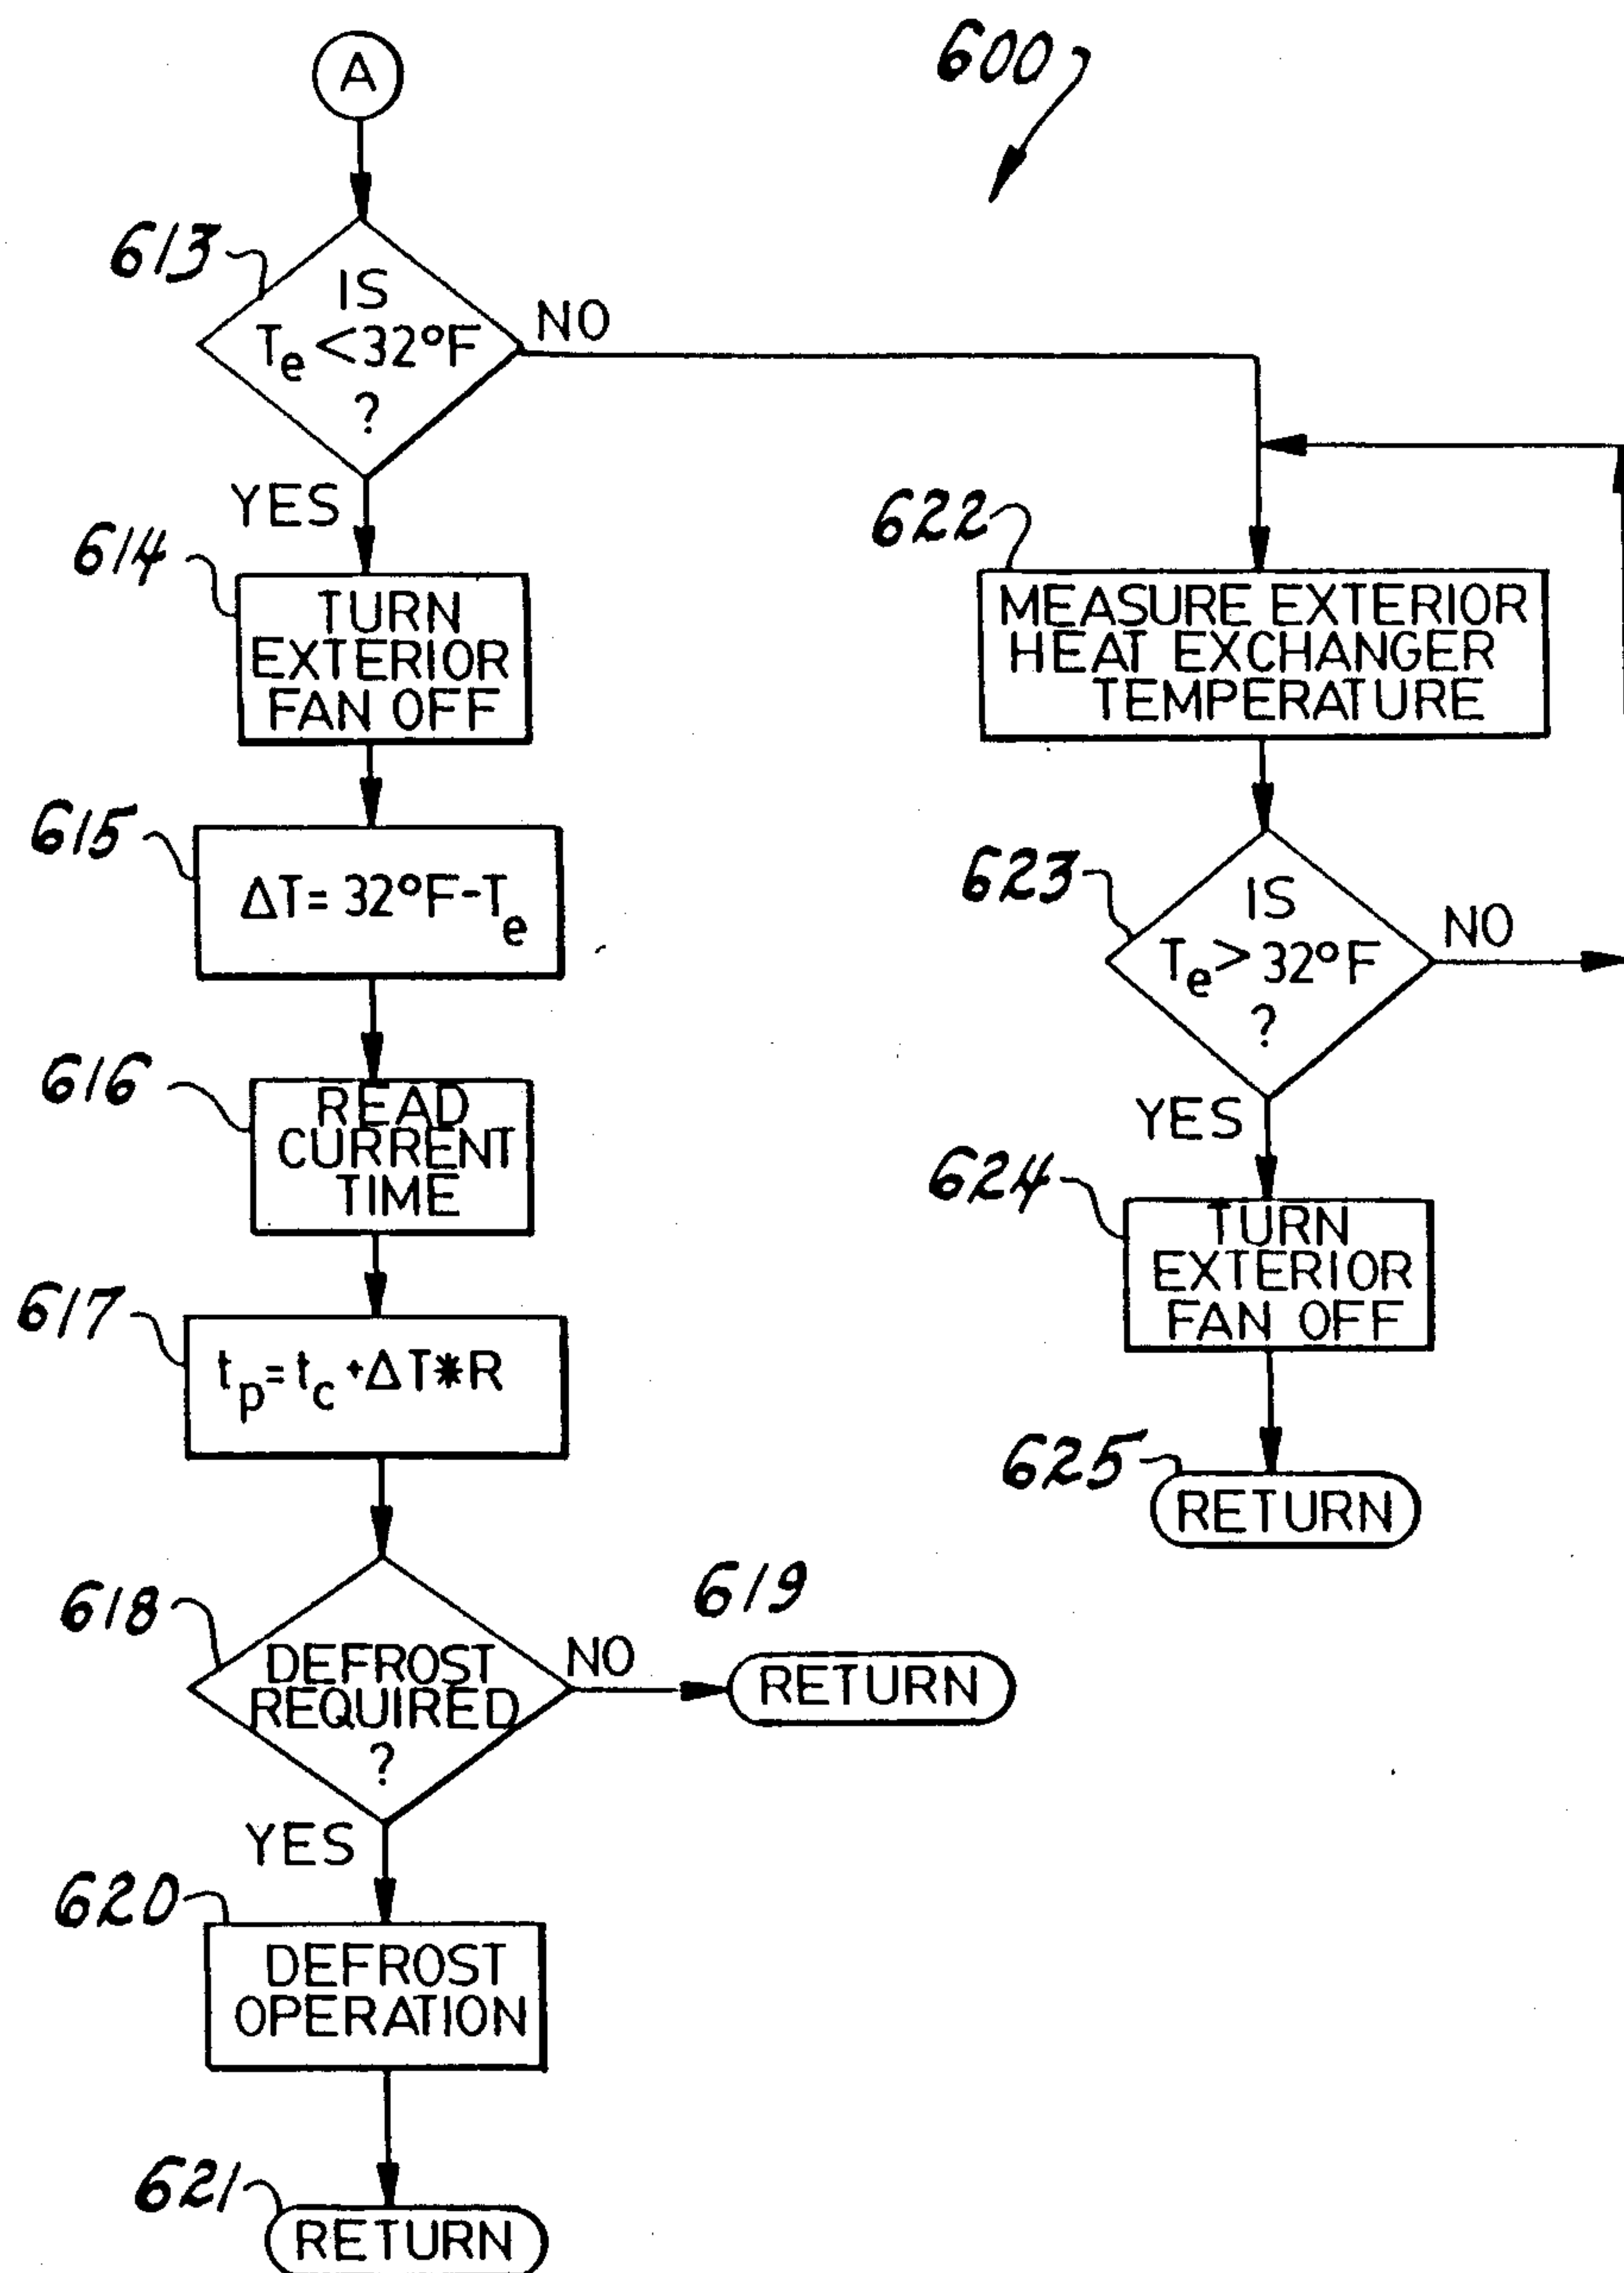 A
600
613
IS
Te <32°F
?
NO
YES
614
TURN
EXTERIOR
FAN OFF
615
ΔT= 32°F-Te
616
READ
CURRENT
TIME
617
tp=tc+ΔT*R
618
DEFROST
REQUIRED
?
NO
619
RETURN
YES
620
DEFROST
OPERATION
621
RETURN
622
MEASURE EXTERIOR
HEAT EXCHANGER
TEMPERATURE
623
IS
Te> 32°F
?
NO
YES
624
TURN
EXTERIOR
FAN OFF
625
RETURN